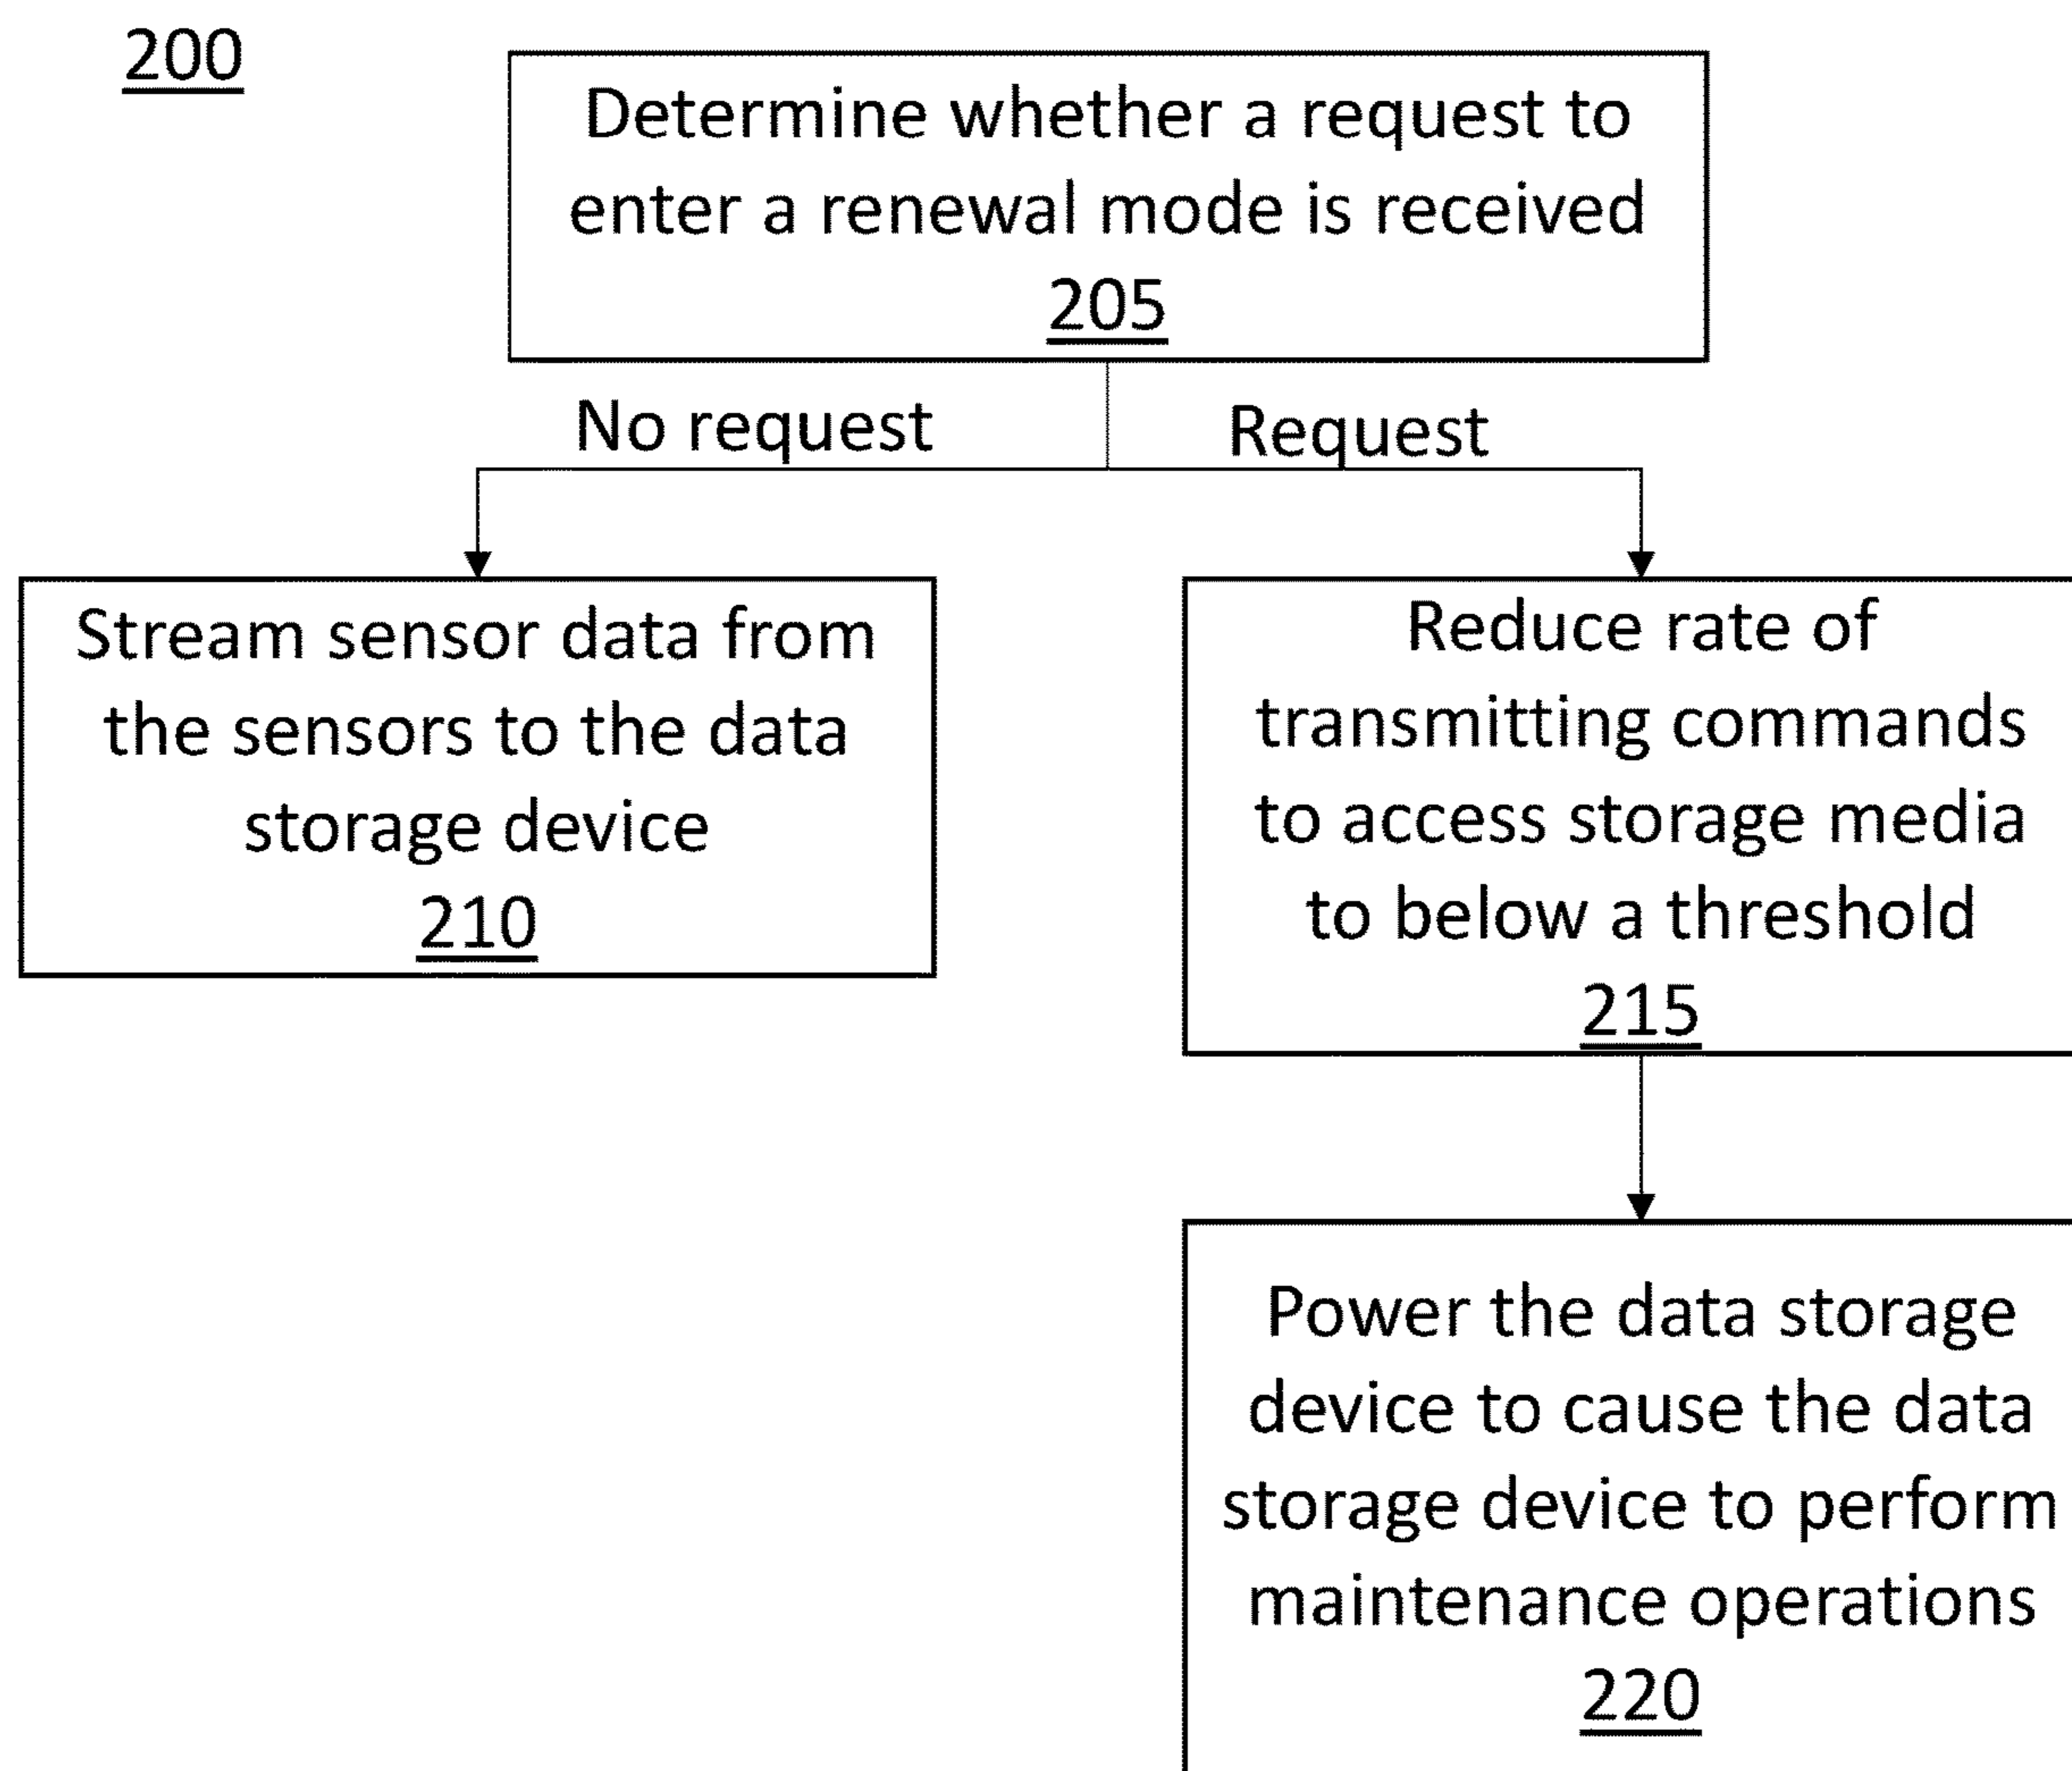 200
Determine whether a request to
enter a renewal mode is received
205
No request
Request
Stream sensor data from
the sensors to the data
storage device
210
Reduce rate of
transmitting commands
to access storage media
to below a threshold
215
Power the data storage
device to cause the data
storage device to perform
maintenance operations
220